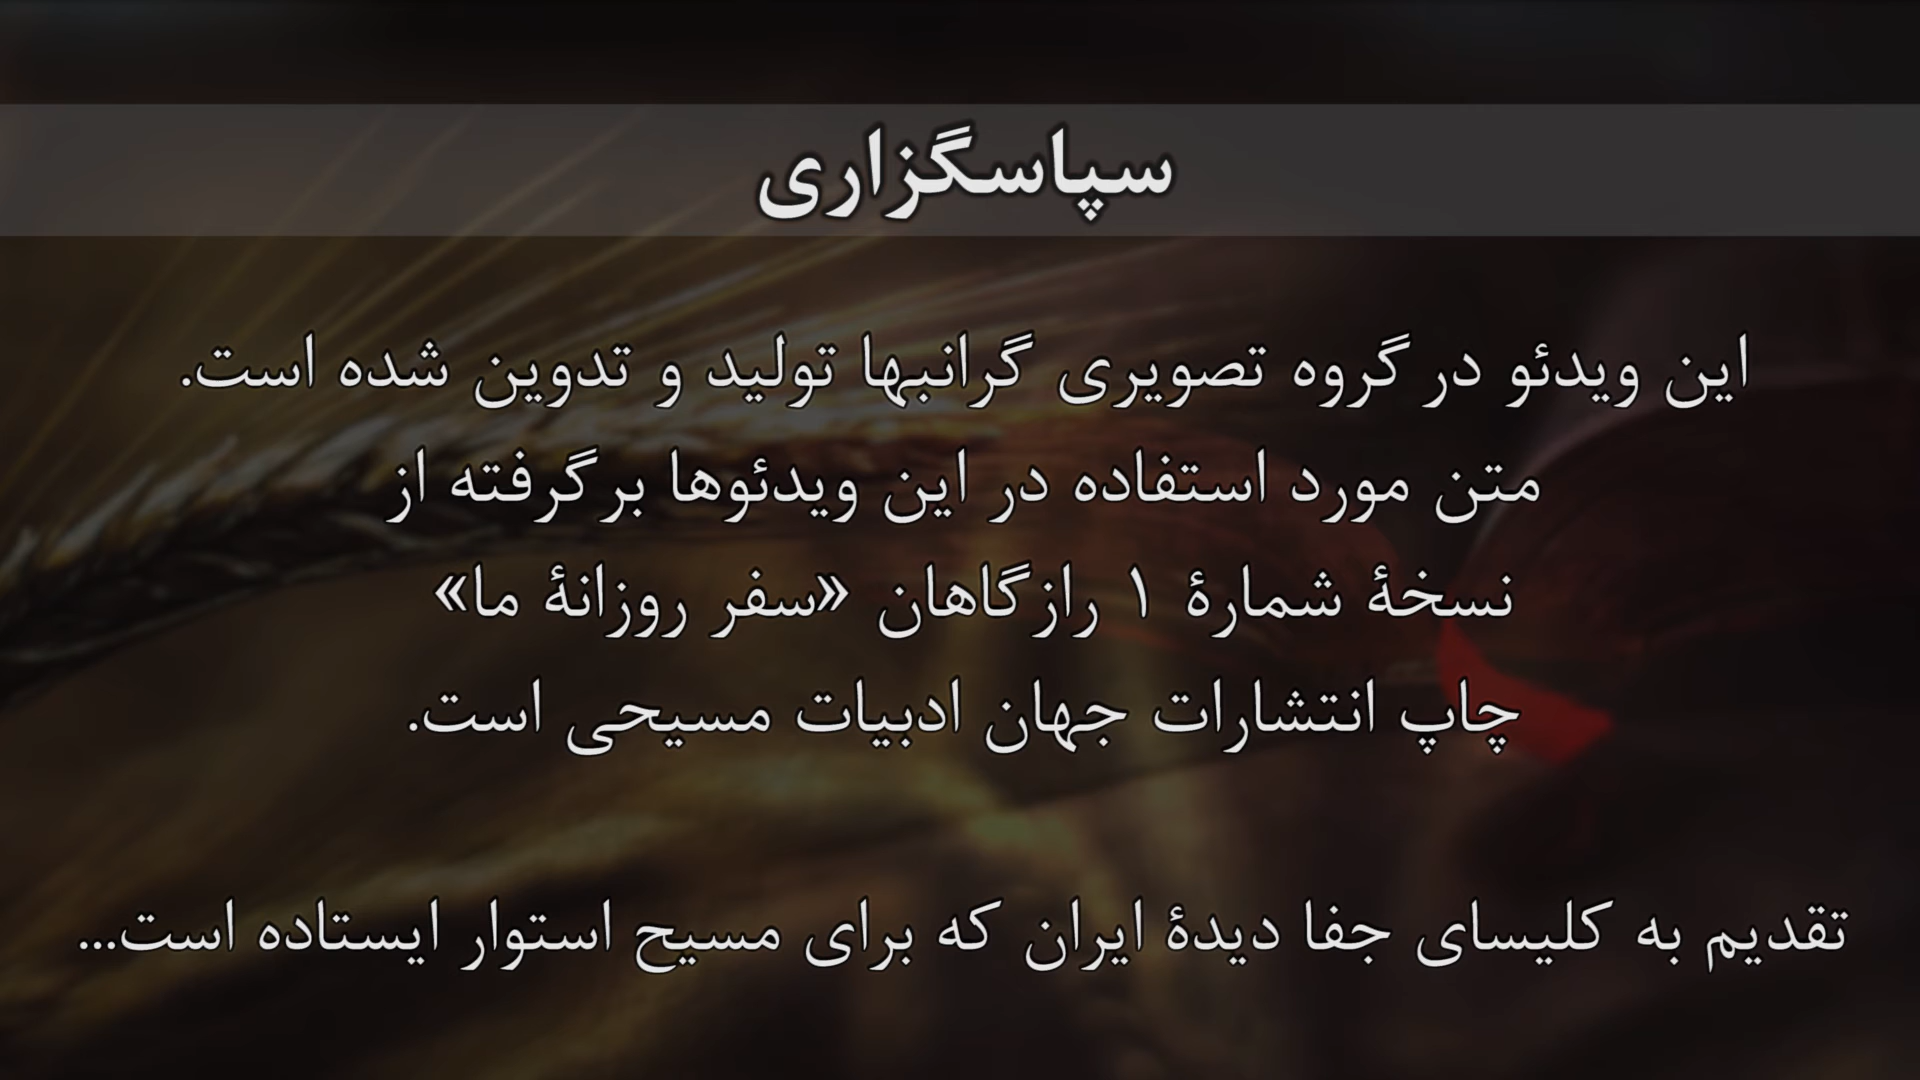 سپاسگزاری
این ویدئو در گروه تصویری گرانبها تولید و تدوین شده است.
متن مورد استفاده در این ویدئوها برگرفته از
نسخهٔ شمارهٔ ۱ رازگاهان «سفر روزانهٔ ما»
چاپ انتشارات جهان ادبیات مسیحی است.
تقدیم به کلیسای جفا دیدهٔ ایران که برای مسیح استوار ایستاده است...